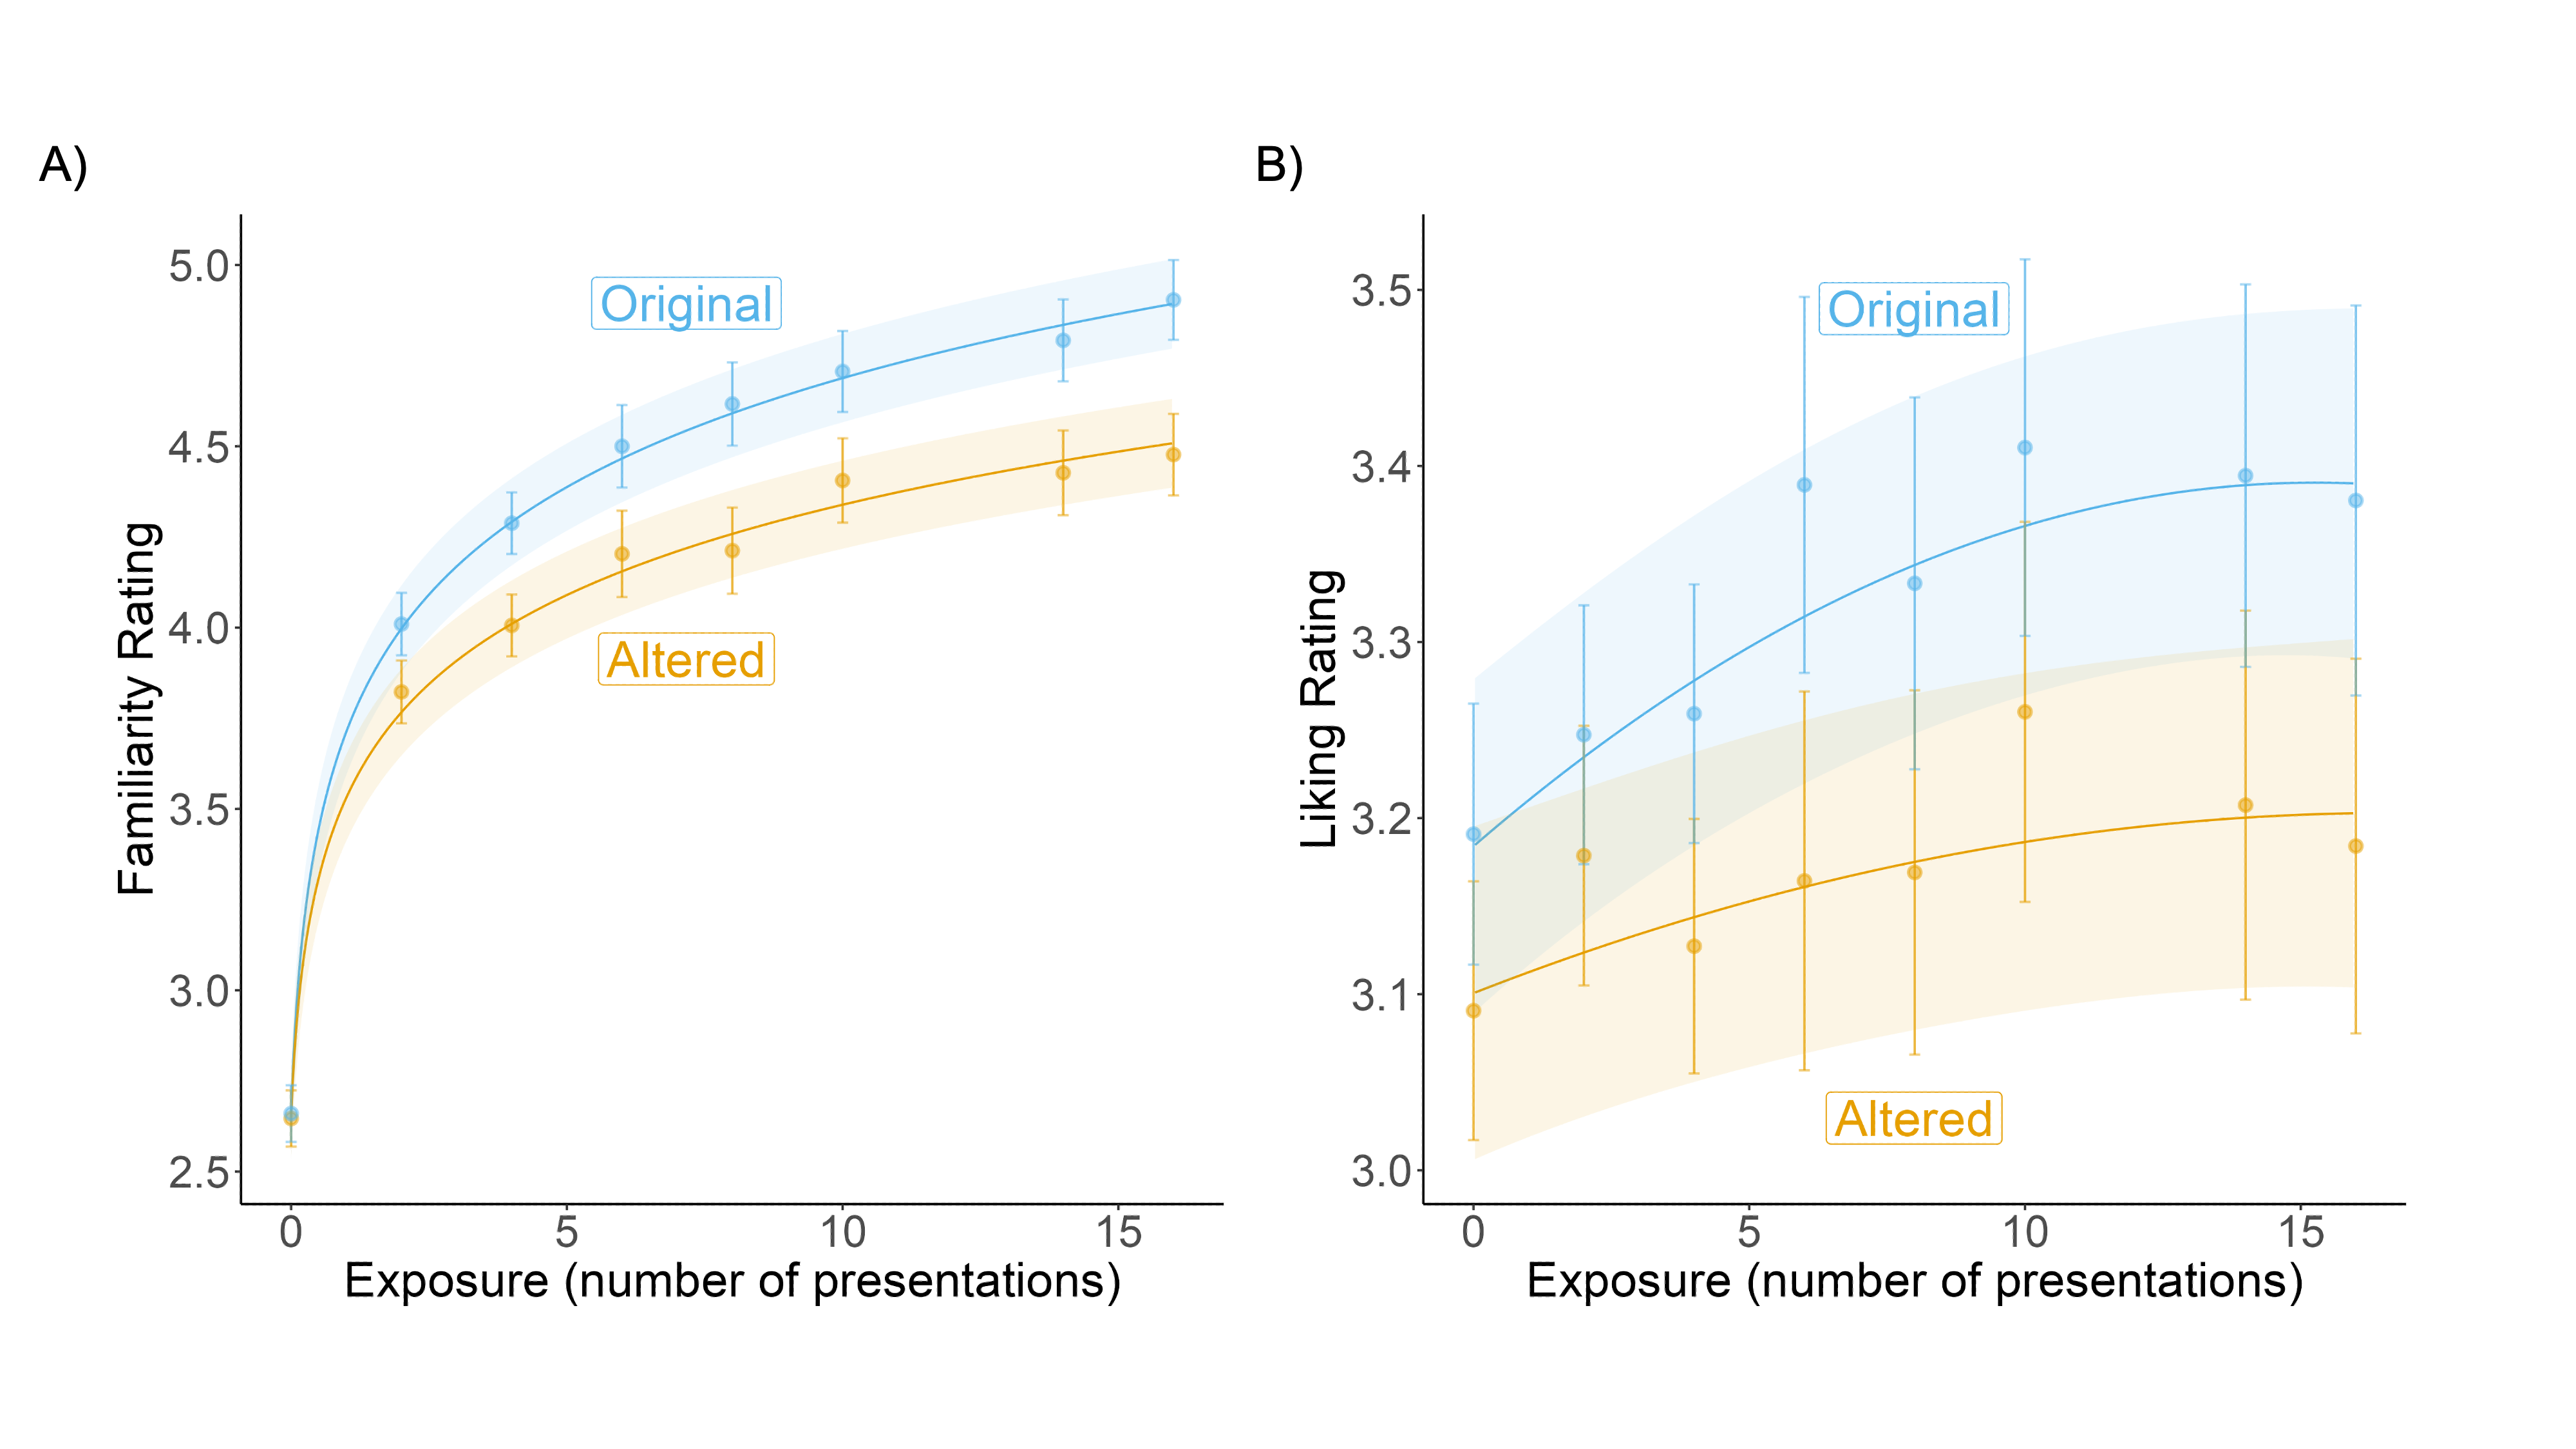 A)
Familiarity Rating
5.0
4.5
4.0
3.5
3.0
2.5
Original
Altered
0 5 10 15
Exposure (number of presentations)
B)
Liking Rating
3.5
3.4
3.3
3.2
3.1
3.0
Original
Altered
0 5 10 15
Exposure (number of presentations)